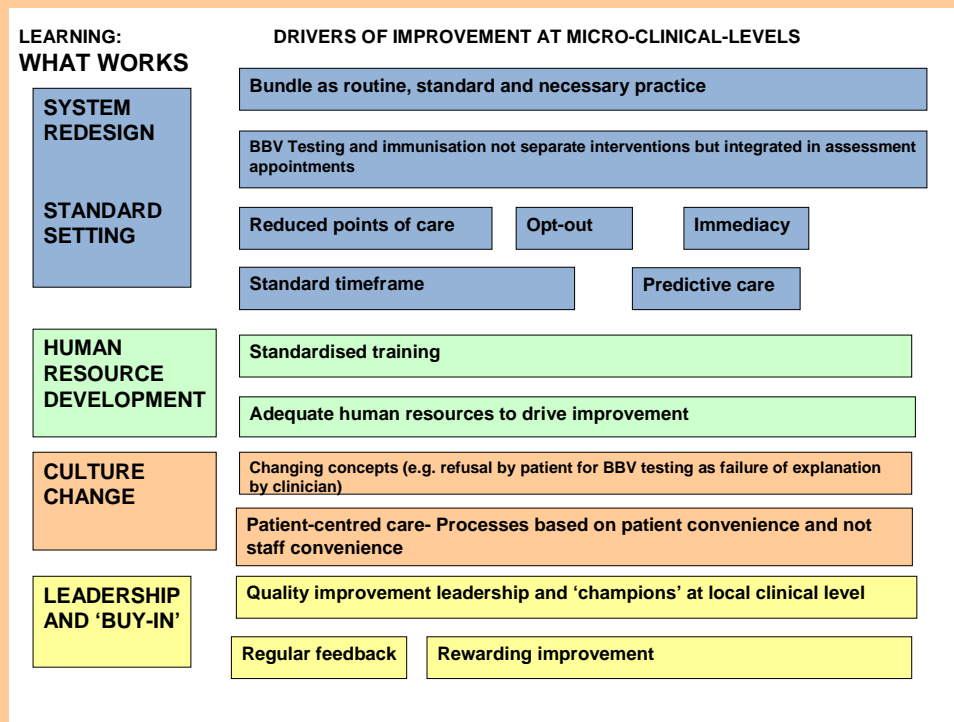 LEARNING:
WHAT WORKS
DRIVERS OF IMPROVEMENT AT MICRO-CLINICAL-LEVELS
SYSTEM
REDESIGN
STANDARD
SETTING
Bundle as routine, standard and necessary practice
BBV Testing and immunisation not separate interventions but integrated in assessment
appointments
Reduced points of care
Opt-out
Immediacy
Standard timeframe
Predictive care
HUMAN
RESOURCE
DEVELOPMENT
Standardised training
Adequate human resources to drive improvement
CULTURE
CHANGE
Changing concepts (e.g. refusal by patient for BBV testing as failure of explanation
by clinician)
Patient-centred care- Processes based on patient convenience and not
staff convenience
LEADERSHIP
AND ‘BUY-IN’
Quality improvement leadership and ‘champions’ at local clinical level
Regular feedback
Rewarding improvement